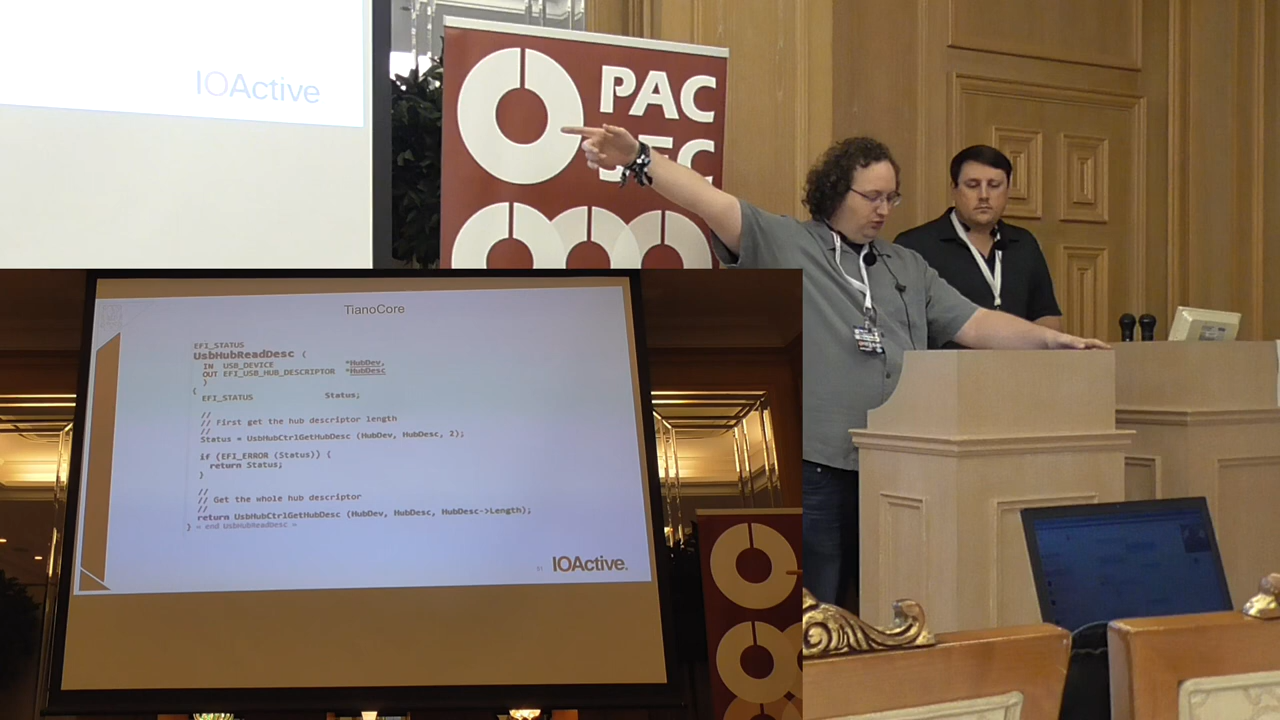 IOActive
PAC
SEC
TianoCore
EFI_STATUS
UsbHubReadDesc (
IN USB_DEVICE *HubDev,
OUT EFI_USB_HUB_DESCRIPTOR *HubDesc
)
{
EFI_STATUS Status;
//
// First get the hub descriptor length
//
Status = UsbHubCtrlGetHubDesc (HubDev, HubDesc, 2);
if (EFI_ERROR (Status)) {
return Status;
}
//
// Get the whole hub descriptor
//
return UsbHubCtrlGetHubDesc (HubDev, HubDesc, HubDesc->Length);
} « end UsbHubReadDesc »
IOActive.